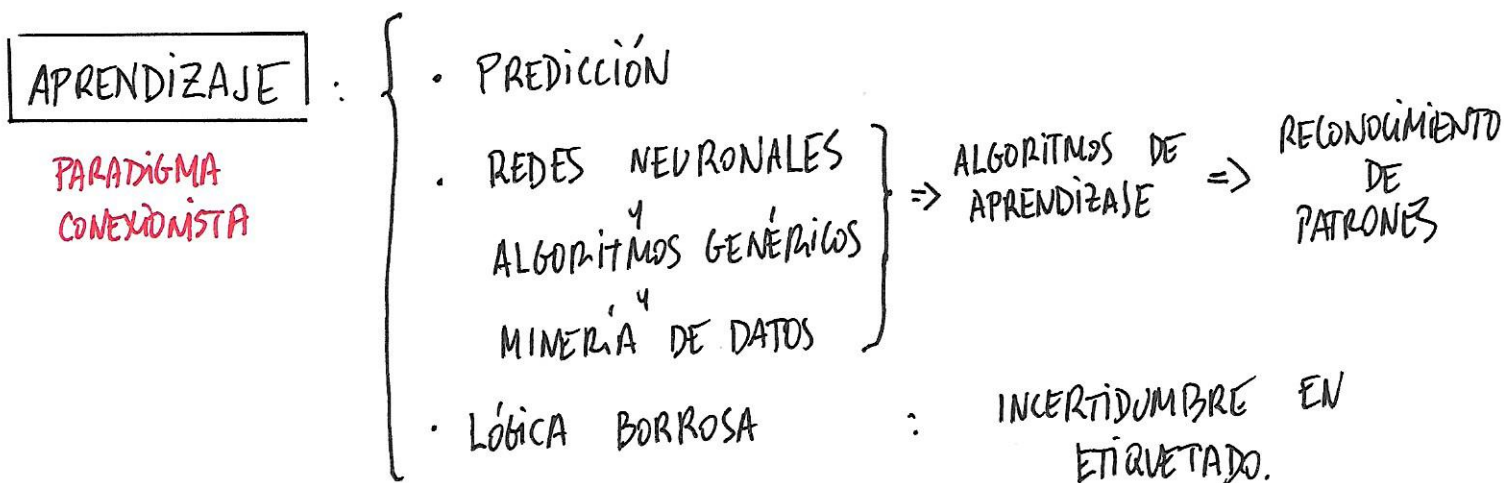 APRENDIZAJE :
PARADIGMA
CONEXIONISTA
· PREDICCIÓN
· REDES NEURONALES
Y
ALGORITMOS GENÉRICOS
Y
MINERÍA DE DATOS
=> ALGORITMOS DE
APRENDIZAJE
=> RECONOCIMIENTO
DE
PATRONES
· LÓGICA BORROSA : INCERTIDUMBRE EN
ETIQUETADO.